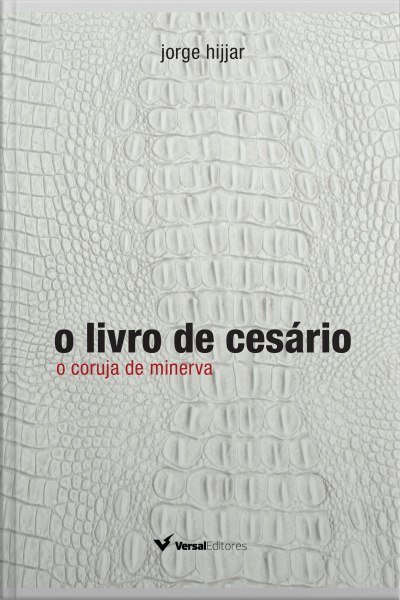 jorge hijjar
o livro de cesário
o coruja de minerva
VersalEditores